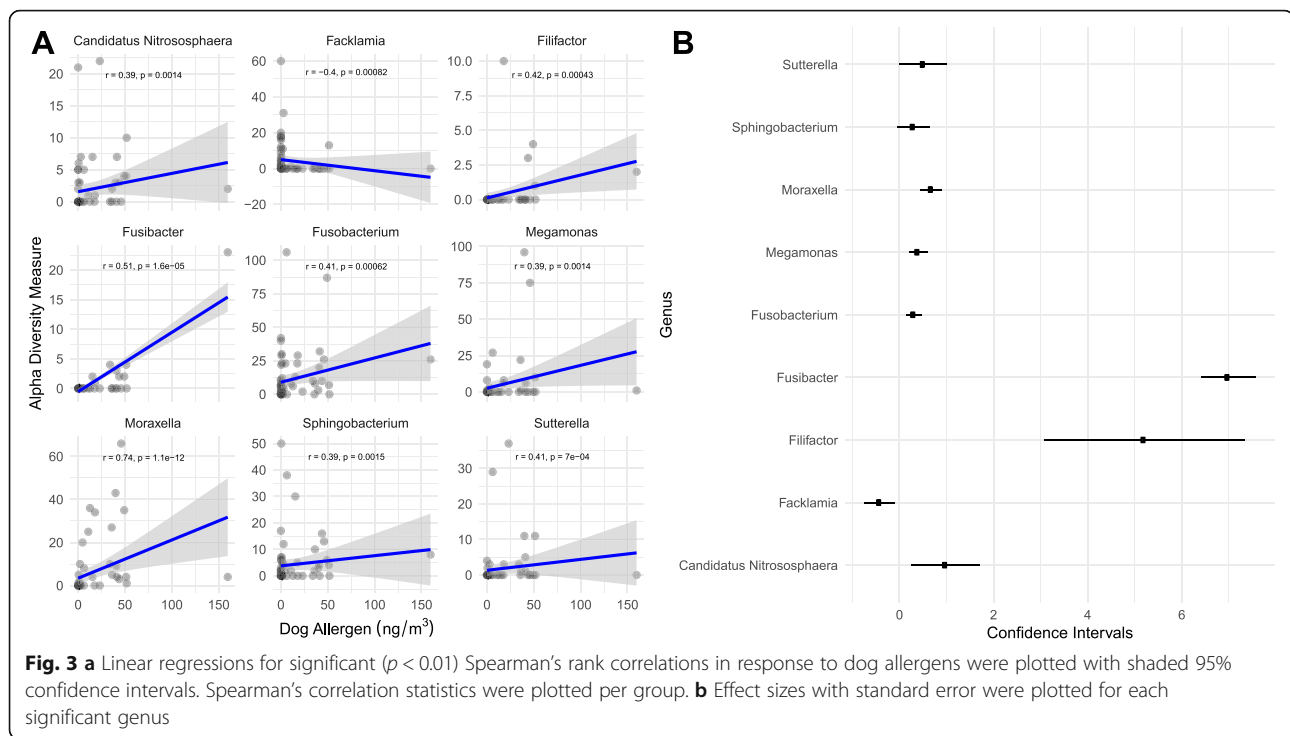 A
Candidatus Nitrososphaera
Facklamia
Filifactor
r = 0.39, p = 0.0014
r = −0.4, p = 0.00082
r = 0.42, p = 0.00043
20
15
10
5
0
60
40
20
0
−20
10.0
7.5
5.0
2.5
0.0
Fusibacter
Fusobacterium
Megamonas
r = 0.51, p = 1.6e−05
r = 0.41, p = 0.00062
r = 0.39, p = 0.0014
20
15
10
5
0
100
75
50
25
0
100
75
50
25
0
Alpha Diversity Measure
Moraxella
Sphingobacterium
Sutterella
r = 0.74, p = 1.1e−12
r = 0.39, p = 0.0015
r = 0.41, p = 7e−04
60
40
20
0
50
40
30
20
10
0
30
20
10
0
0 50 100 150
0 50 100 150
0 50 100 150
Dog Allergen (ng/m³)
B
Sutterella
Sphingobacterium
Moraxella
Megamonas
Fusobacterium
Fusibacter
Filifactor
Facklamia
Candidatus Nitrososphaera
Genus
0 2 4 6
Confidence Intervals
Fig. 3 a Linear regressions for significant (p < 0.01) Spearman's rank correlations in response to dog allergens were plotted with shaded 95%
confidence intervals. Spearman's correlation statistics were plotted per group. b Effect sizes with standard error were plotted for each
significant genus